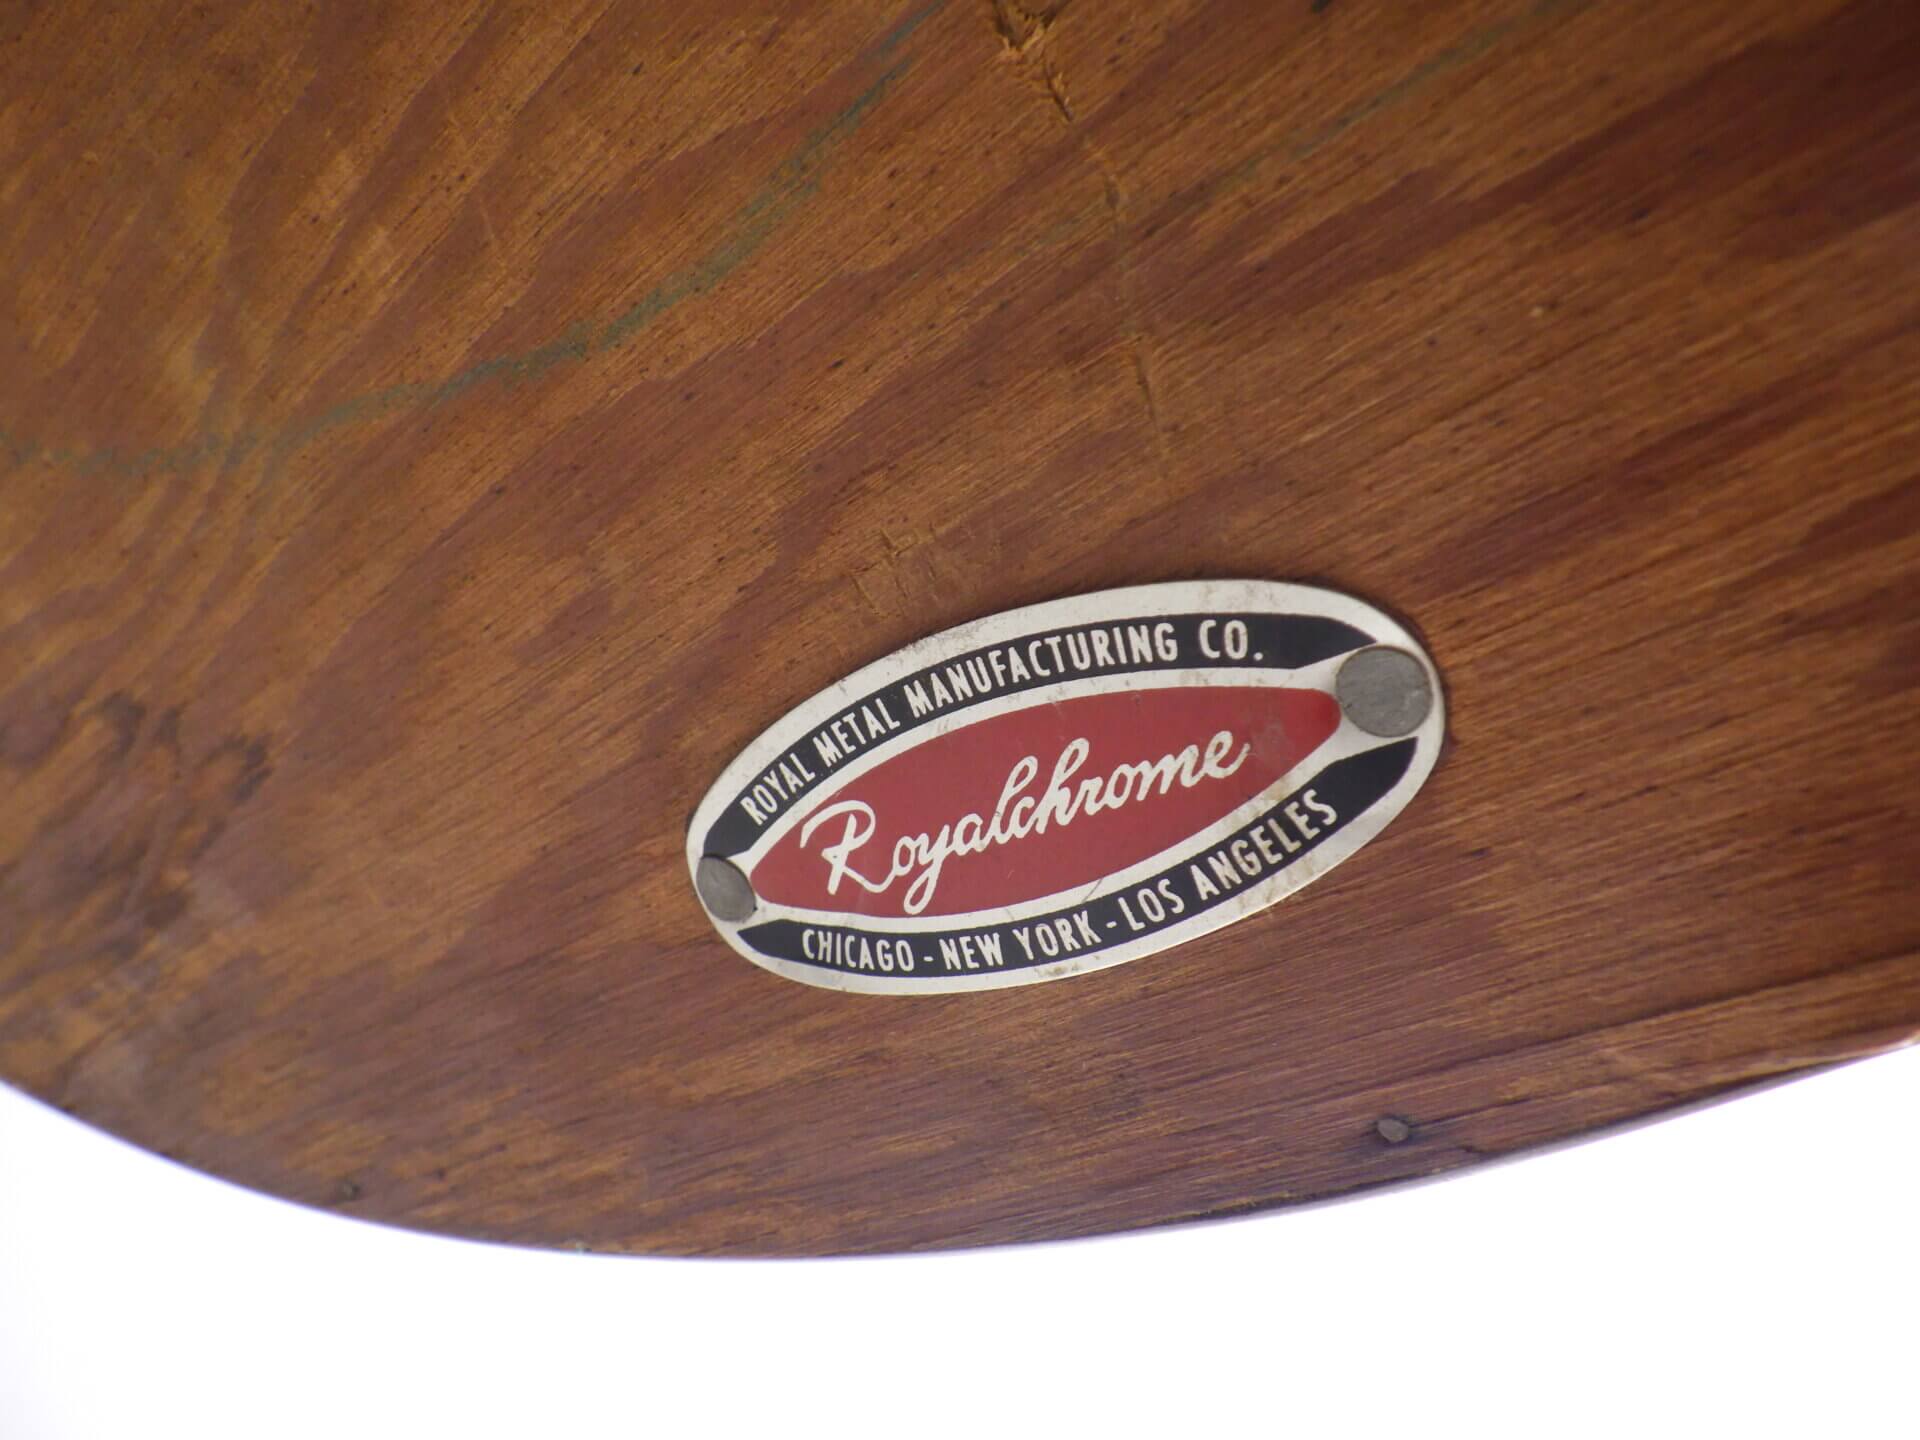 ROYAL METAL MANUFACTURING CO.
Royalchrome
CHICAGO - NEW YORK - LOS ANGELES